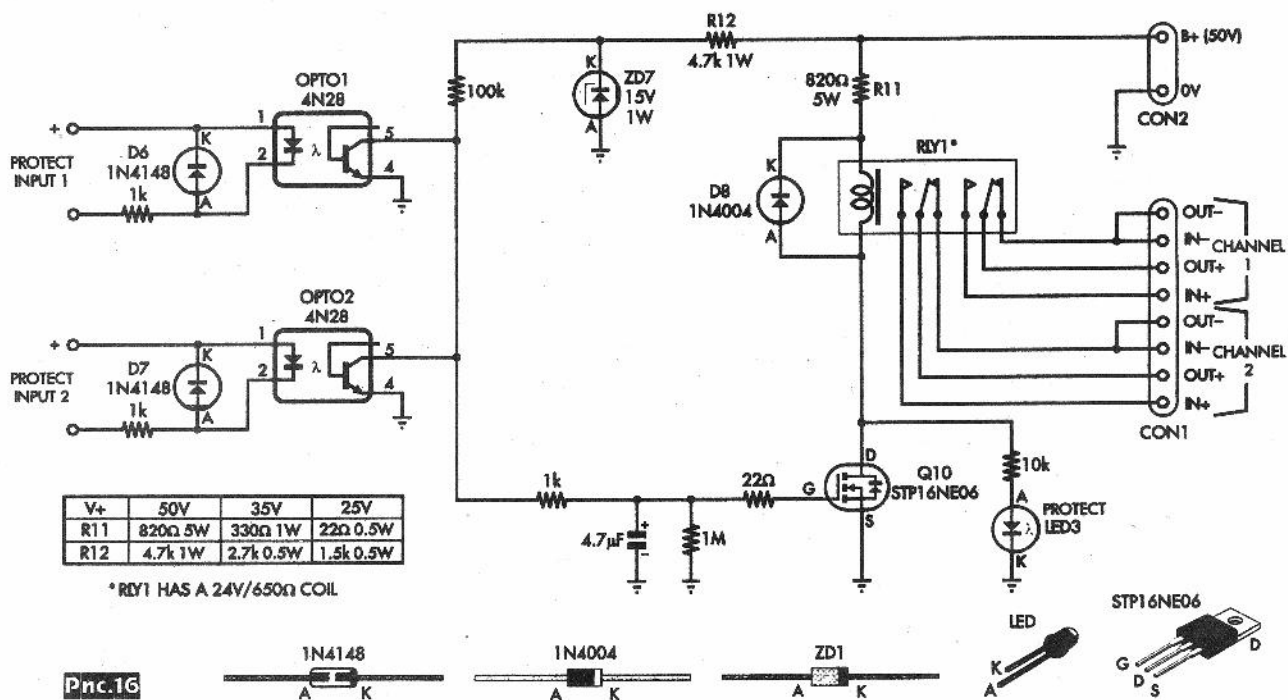 OPTO1
4N28
1
2
5
4
λ
+
PROTECT
INPUT 1
D6
1N4148
1k
K
A
OPTO2
4N28
1
2
5
4
λ
+
PROTECT
INPUT 2
D7
1N4148
1k
K
A
100k
K
ZD7
15V
1W
A
R12
4.7k 1W
820Ω
5W
R11
B+ (50V)
0V
CON2
RLY1*
K
D8
1N4004
A
OUT–
IN–
OUT+
IN+
CHANNEL
1
OUT–
IN–
OUT+
IN+
CHANNEL
2
CON1
1k
4.7µF
+
–
1M
22Ω
G
D
S
Q10
STP16NE06
10k
A
PROTECT
LED3
λ
K
V+ 50V 35V 25V
R11 820Ω 5W 330Ω 1W 22Ω 0.5W
R12 4.7k 1W 2.7k 0.5W 1.5k 0.5W
*RLY1 HAS A 24V/650Ω COIL
Рис.16
1N4148
A K
1N4004
A K
ZD1
A K
LED
K
A
STP16NE06
G
D
S
D